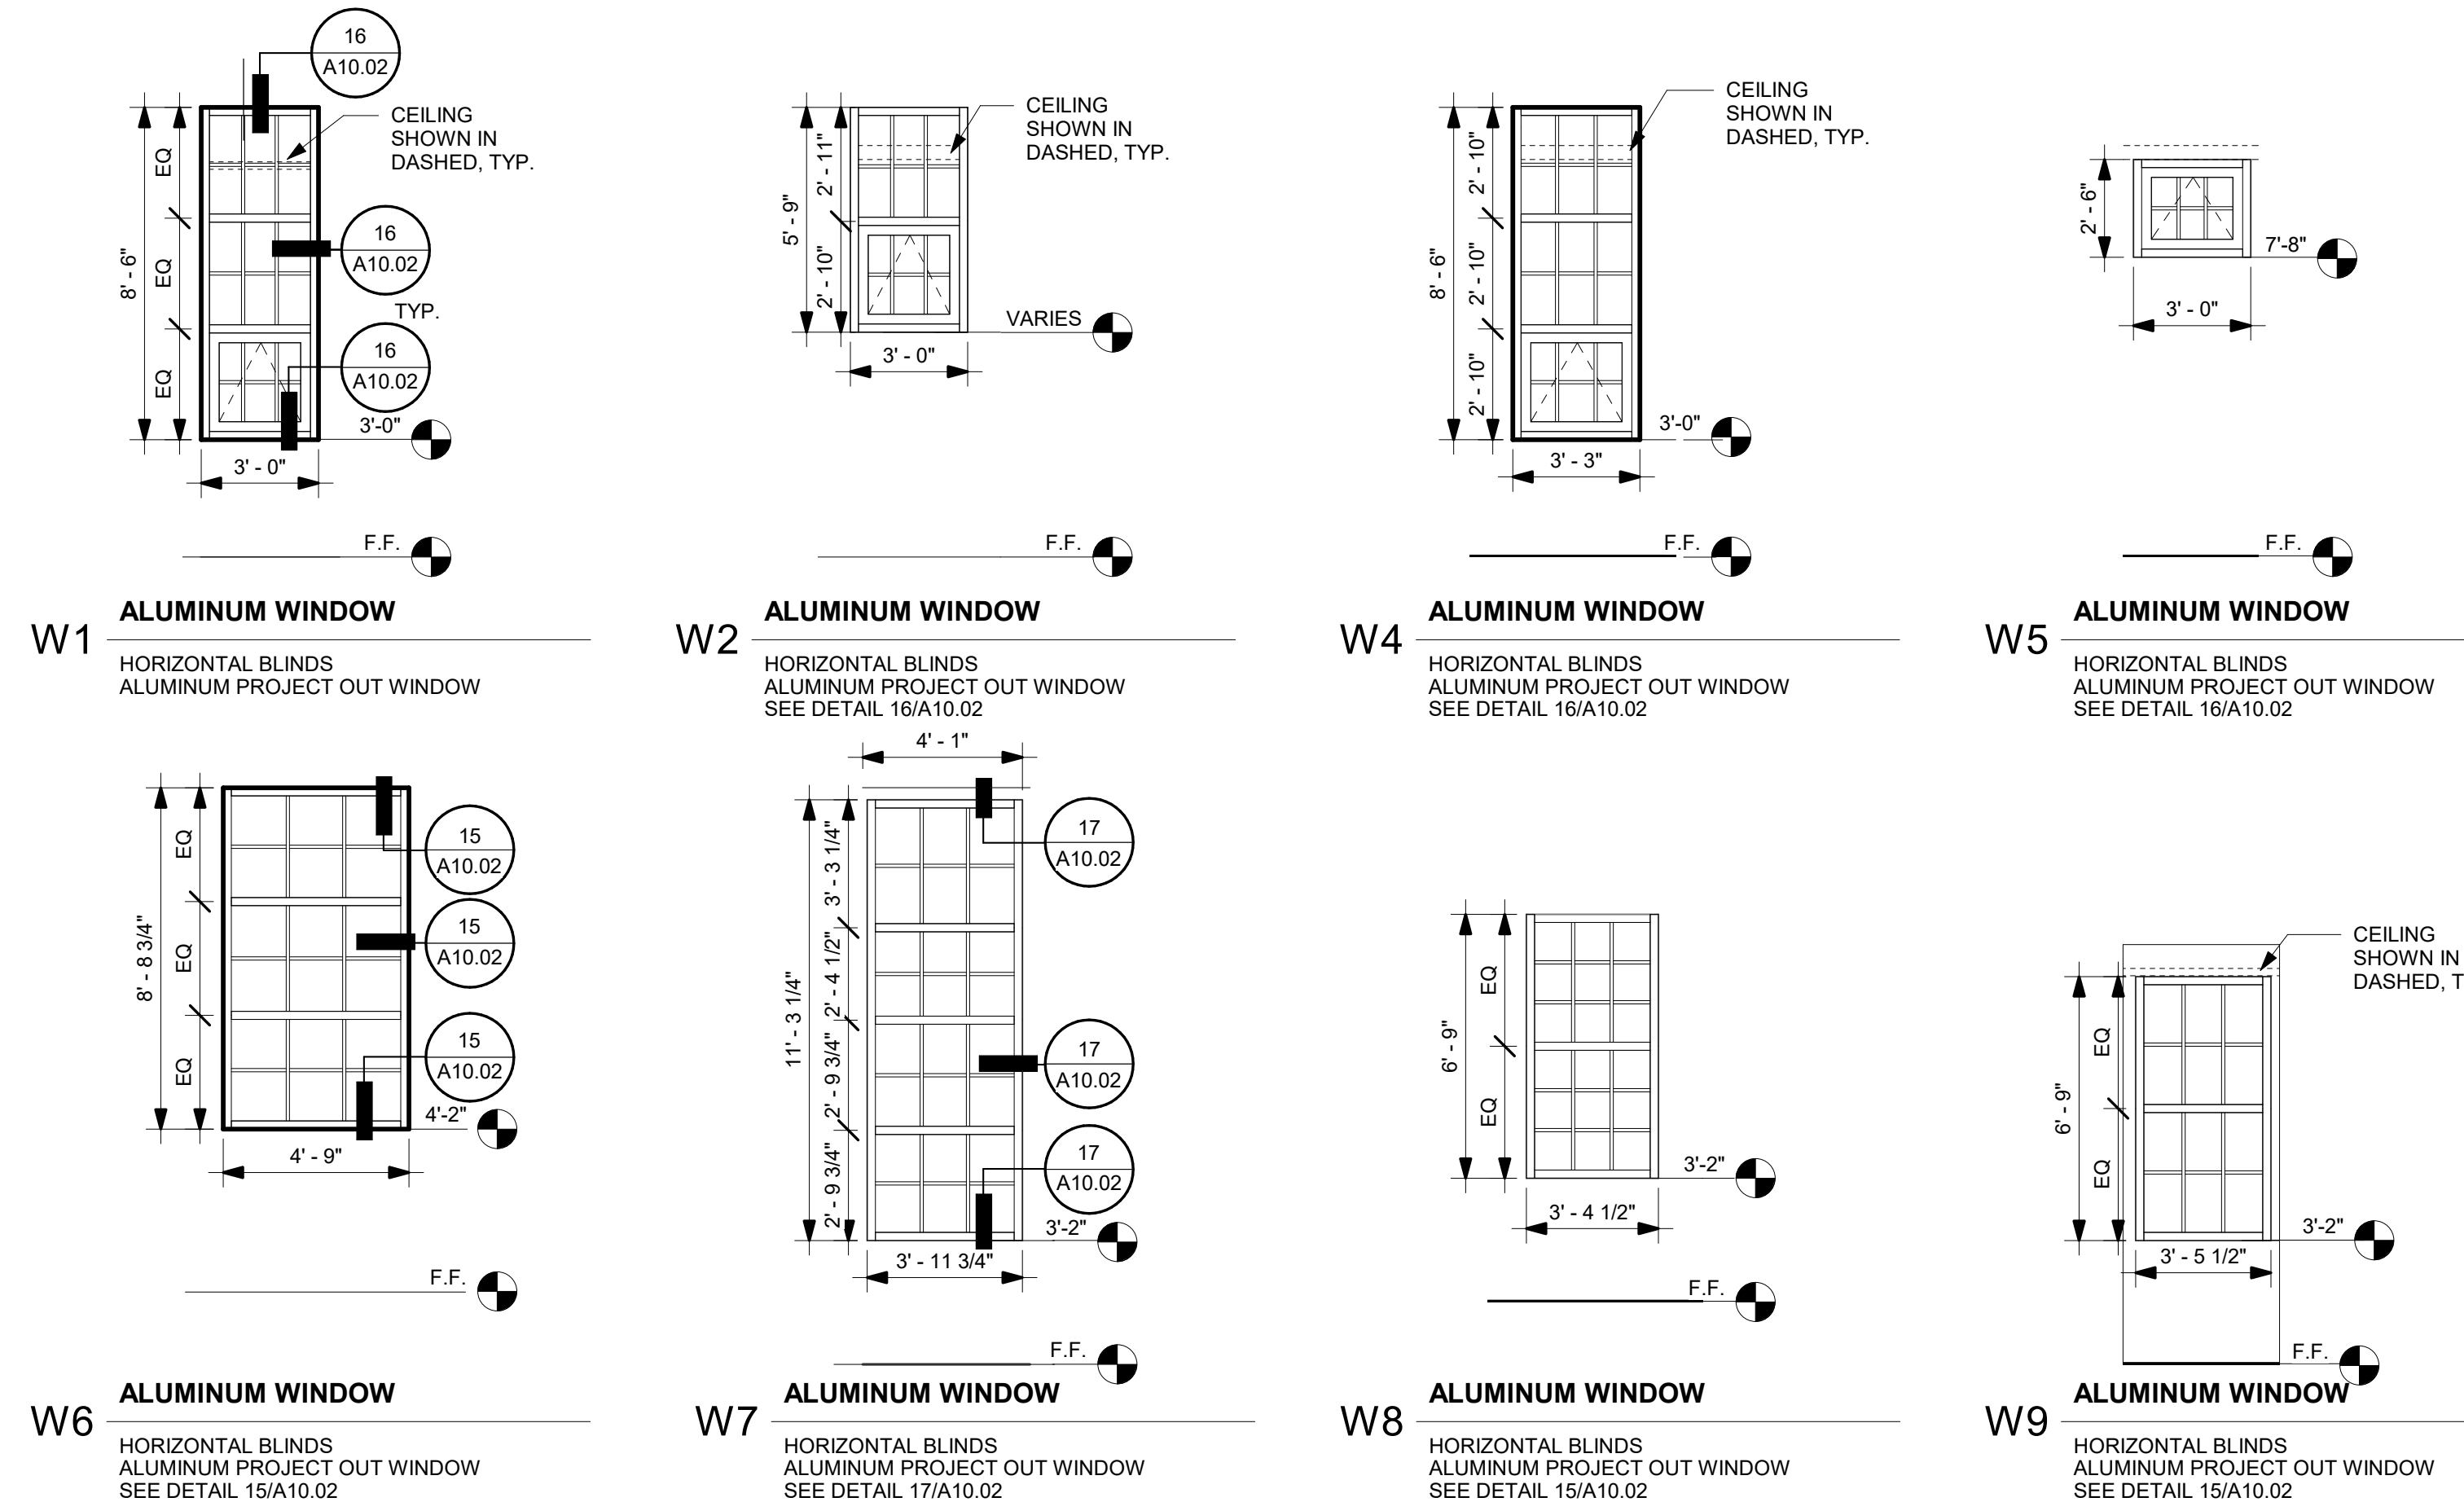 16
A10.02
CEILING
SHOWN IN
DASHED, TYP.
EQ
EQ
EQ
8' - 6"
16
A10.02
TYP.
16
A10.02
3'-0"
3' - 0"
F.F.
W1
ALUMINUM WINDOW
HORIZONTAL BLINDS
ALUMINUM PROJECT OUT WINDOW
CEILING
SHOWN IN
DASHED, TYP.
2' - 11"
5' - 9"
2' - 10"
VARIES
3' - 0"
F.F.
W2
ALUMINUM WINDOW
HORIZONTAL BLINDS
ALUMINUM PROJECT OUT WINDOW
SEE DETAIL 16/A10.02
CEILING
SHOWN IN
DASHED, TYP.
2' - 10"
2' - 10"
2' - 10"
8' - 6"
3'-0"
3' - 3"
F.F.
W4
ALUMINUM WINDOW
HORIZONTAL BLINDS
ALUMINUM PROJECT OUT WINDOW
SEE DETAIL 16/A10.02
2' - 6"
7'-8"
3' - 0"
F.F.
W5
ALUMINUM WINDOW
HORIZONTAL BLINDS
ALUMINUM PROJECT OUT WINDOW
SEE DETAIL 16/A10.02
EQ
EQ
EQ
8' - 8 3/4"
15
A10.02
15
A10.02
15
A10.02
4'-2"
4' - 9"
F.F.
W6
ALUMINUM WINDOW
HORIZONTAL BLINDS
ALUMINUM PROJECT OUT WINDOW
SEE DETAIL 15/A10.02
4' - 1"
3' - 3 1/4"
2' - 4 1/2"
2' - 9 3/4"
2' - 9 3/4"
11' - 3 1/4"
17
A10.02
17
A10.02
17
A10.02
3'-2"
3' - 11 3/4"
F.F.
W7
ALUMINUM WINDOW
HORIZONTAL BLINDS
ALUMINUM PROJECT OUT WINDOW
SEE DETAIL 17/A10.02
EQ
EQ
6' - 9"
3'-2"
3' - 4 1/2"
F.F.
W8
ALUMINUM WINDOW
HORIZONTAL BLINDS
ALUMINUM PROJECT OUT WINDOW
SEE DETAIL 15/A10.02
CEILING
SHOWN IN
DASHED, T
EQ
EQ
6' - 9"
3'-2"
3' - 5 1/2"
F.F.
W9
ALUMINUM WINDOW
HORIZONTAL BLINDS
ALUMINUM PROJECT OUT WINDOW
SEE DETAIL 15/A10.02